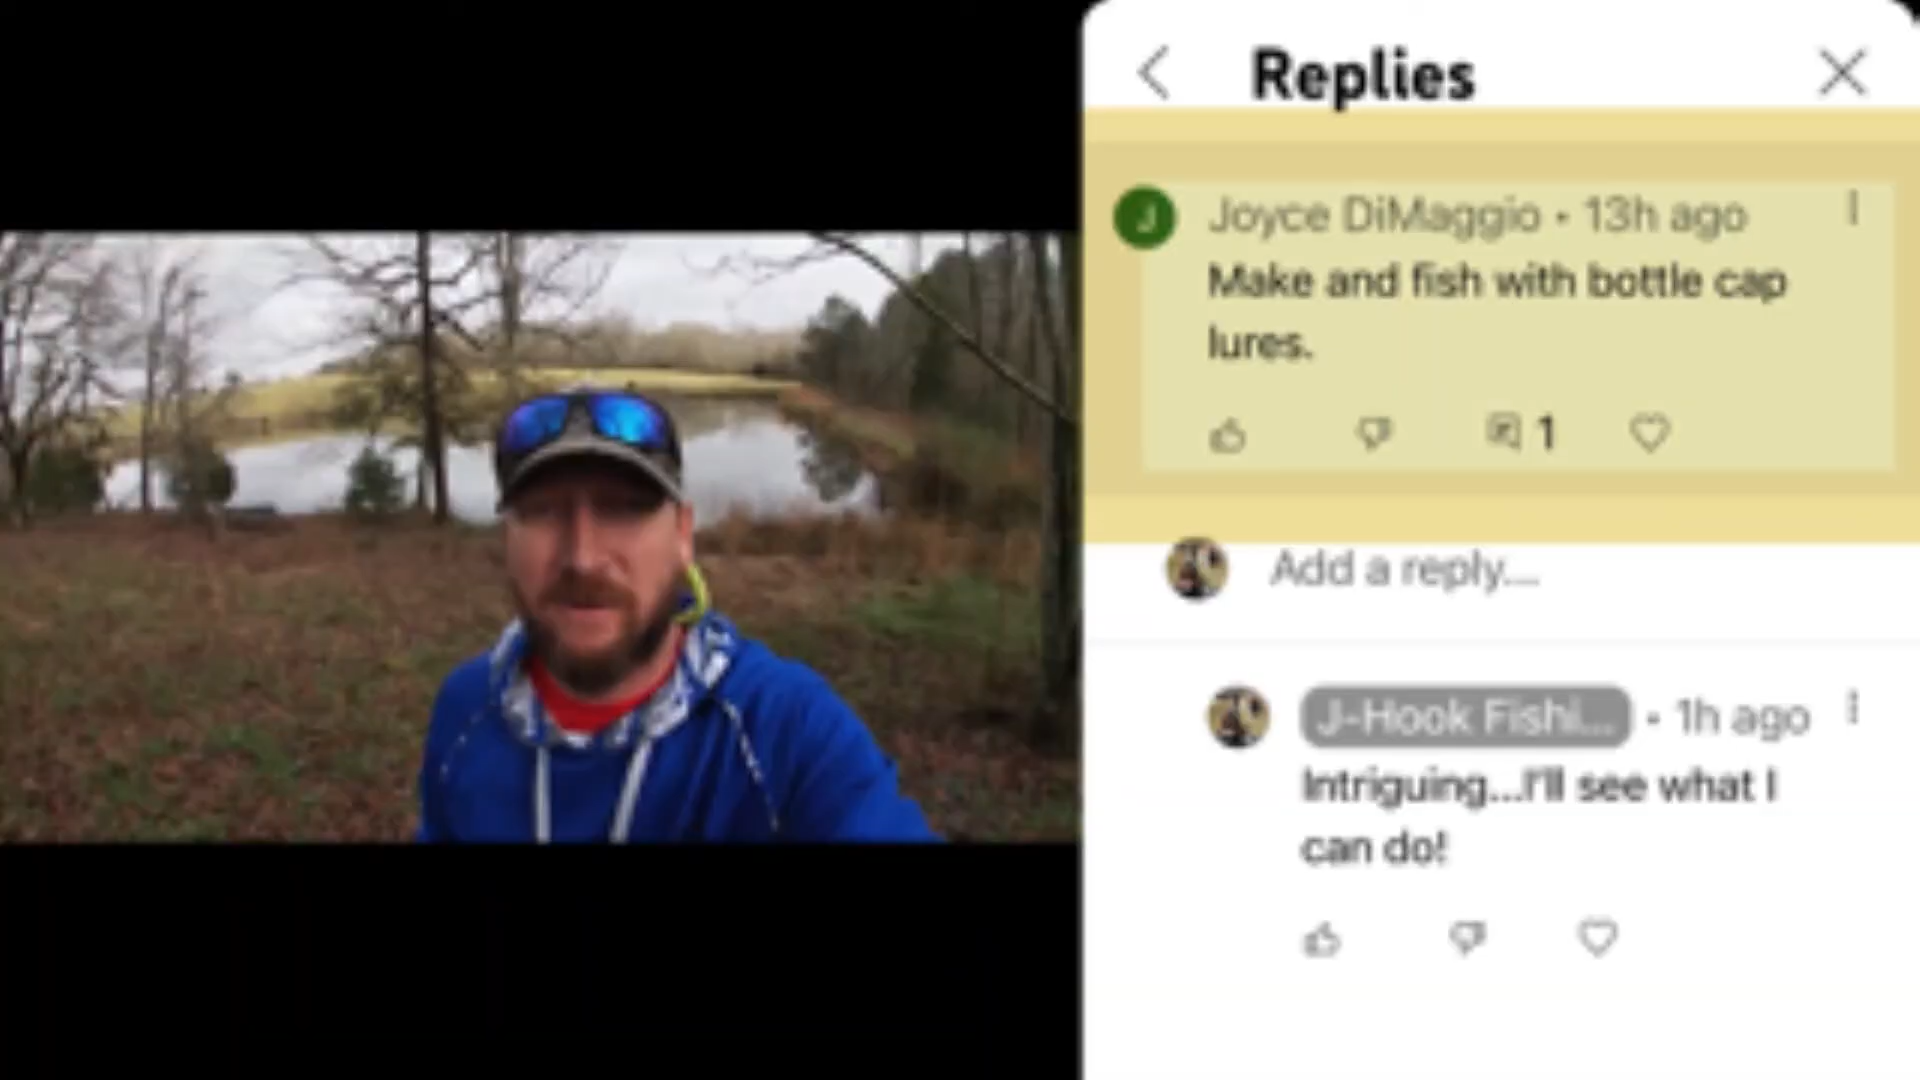 Replies
J
Joyce DiMaggio • 13h ago
Make and fish with bottle cap
lures.
1
Add a reply...
J-Hook Fishi... • 1h ago
Intriguing...I'll see what I
can do!